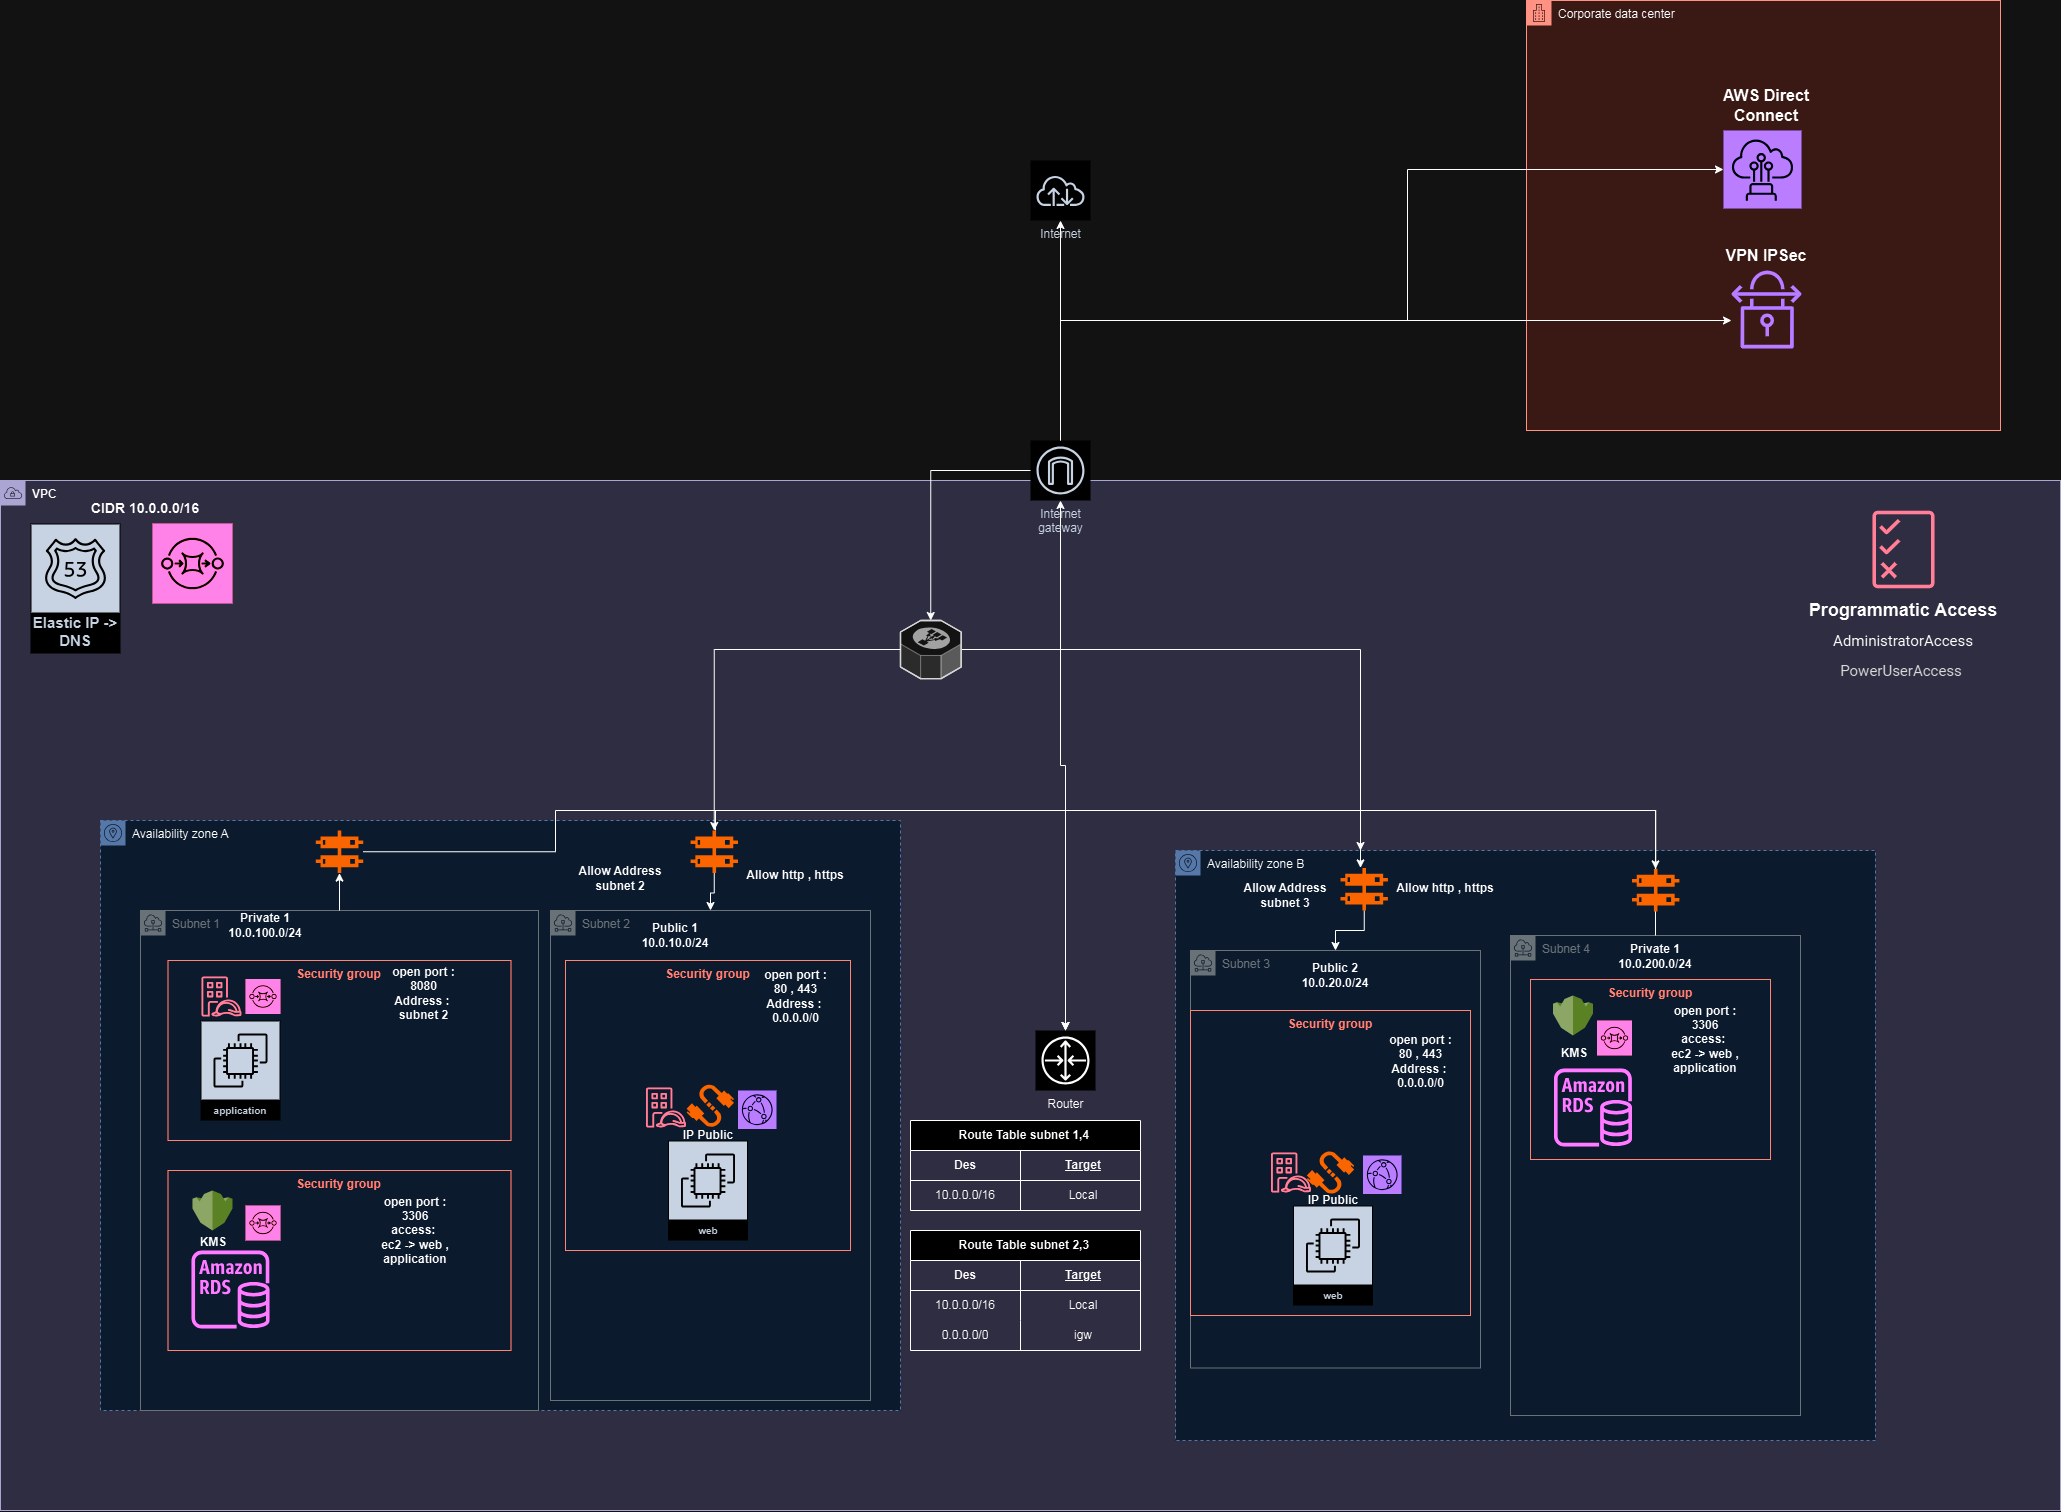 Corporate data center
AWS Direct
Connect
VPN IPSec
Internet
Internet
gateway
VPC
CIDR 10.0.0.0/16
53
Elastic IP ->
DNS
Programmatic Access
AdministratorAccess
PowerUserAccess
Availability zone A
Allow Address
subnet 2
Allow http , https
Subnet 1
Private 1
10.0.100.0/24
Security group
open port :
8080
Address :
subnet 2
application
Security group
open port :
3306
access:
ec2 -> web ,
application
KMS
Amazon
RDS
Subnet 2
Public 1
10.0.10.0/24
Security group
open port :
80 , 443
Address :
0.0.0.0/0
IP Public
web
Router
Route Table subnet 1,4
Des Target
10.0.0.0/16 Local
Route Table subnet 2,3
Des Target
10.0.0.0/16 Local
0.0.0.0/0 igw
Availability zone B
Allow Address
subnet 3
Allow http , https
Subnet 3
Public 2
10.0.20.0/24
Security group
open port :
80 , 443
Address :
0.0.0.0/0
IP Public
web
Subnet 4
Private 1
10.0.200.0/24
Security group
open port :
3306
access:
ec2 -> web ,
application
KMS
Amazon
RDS